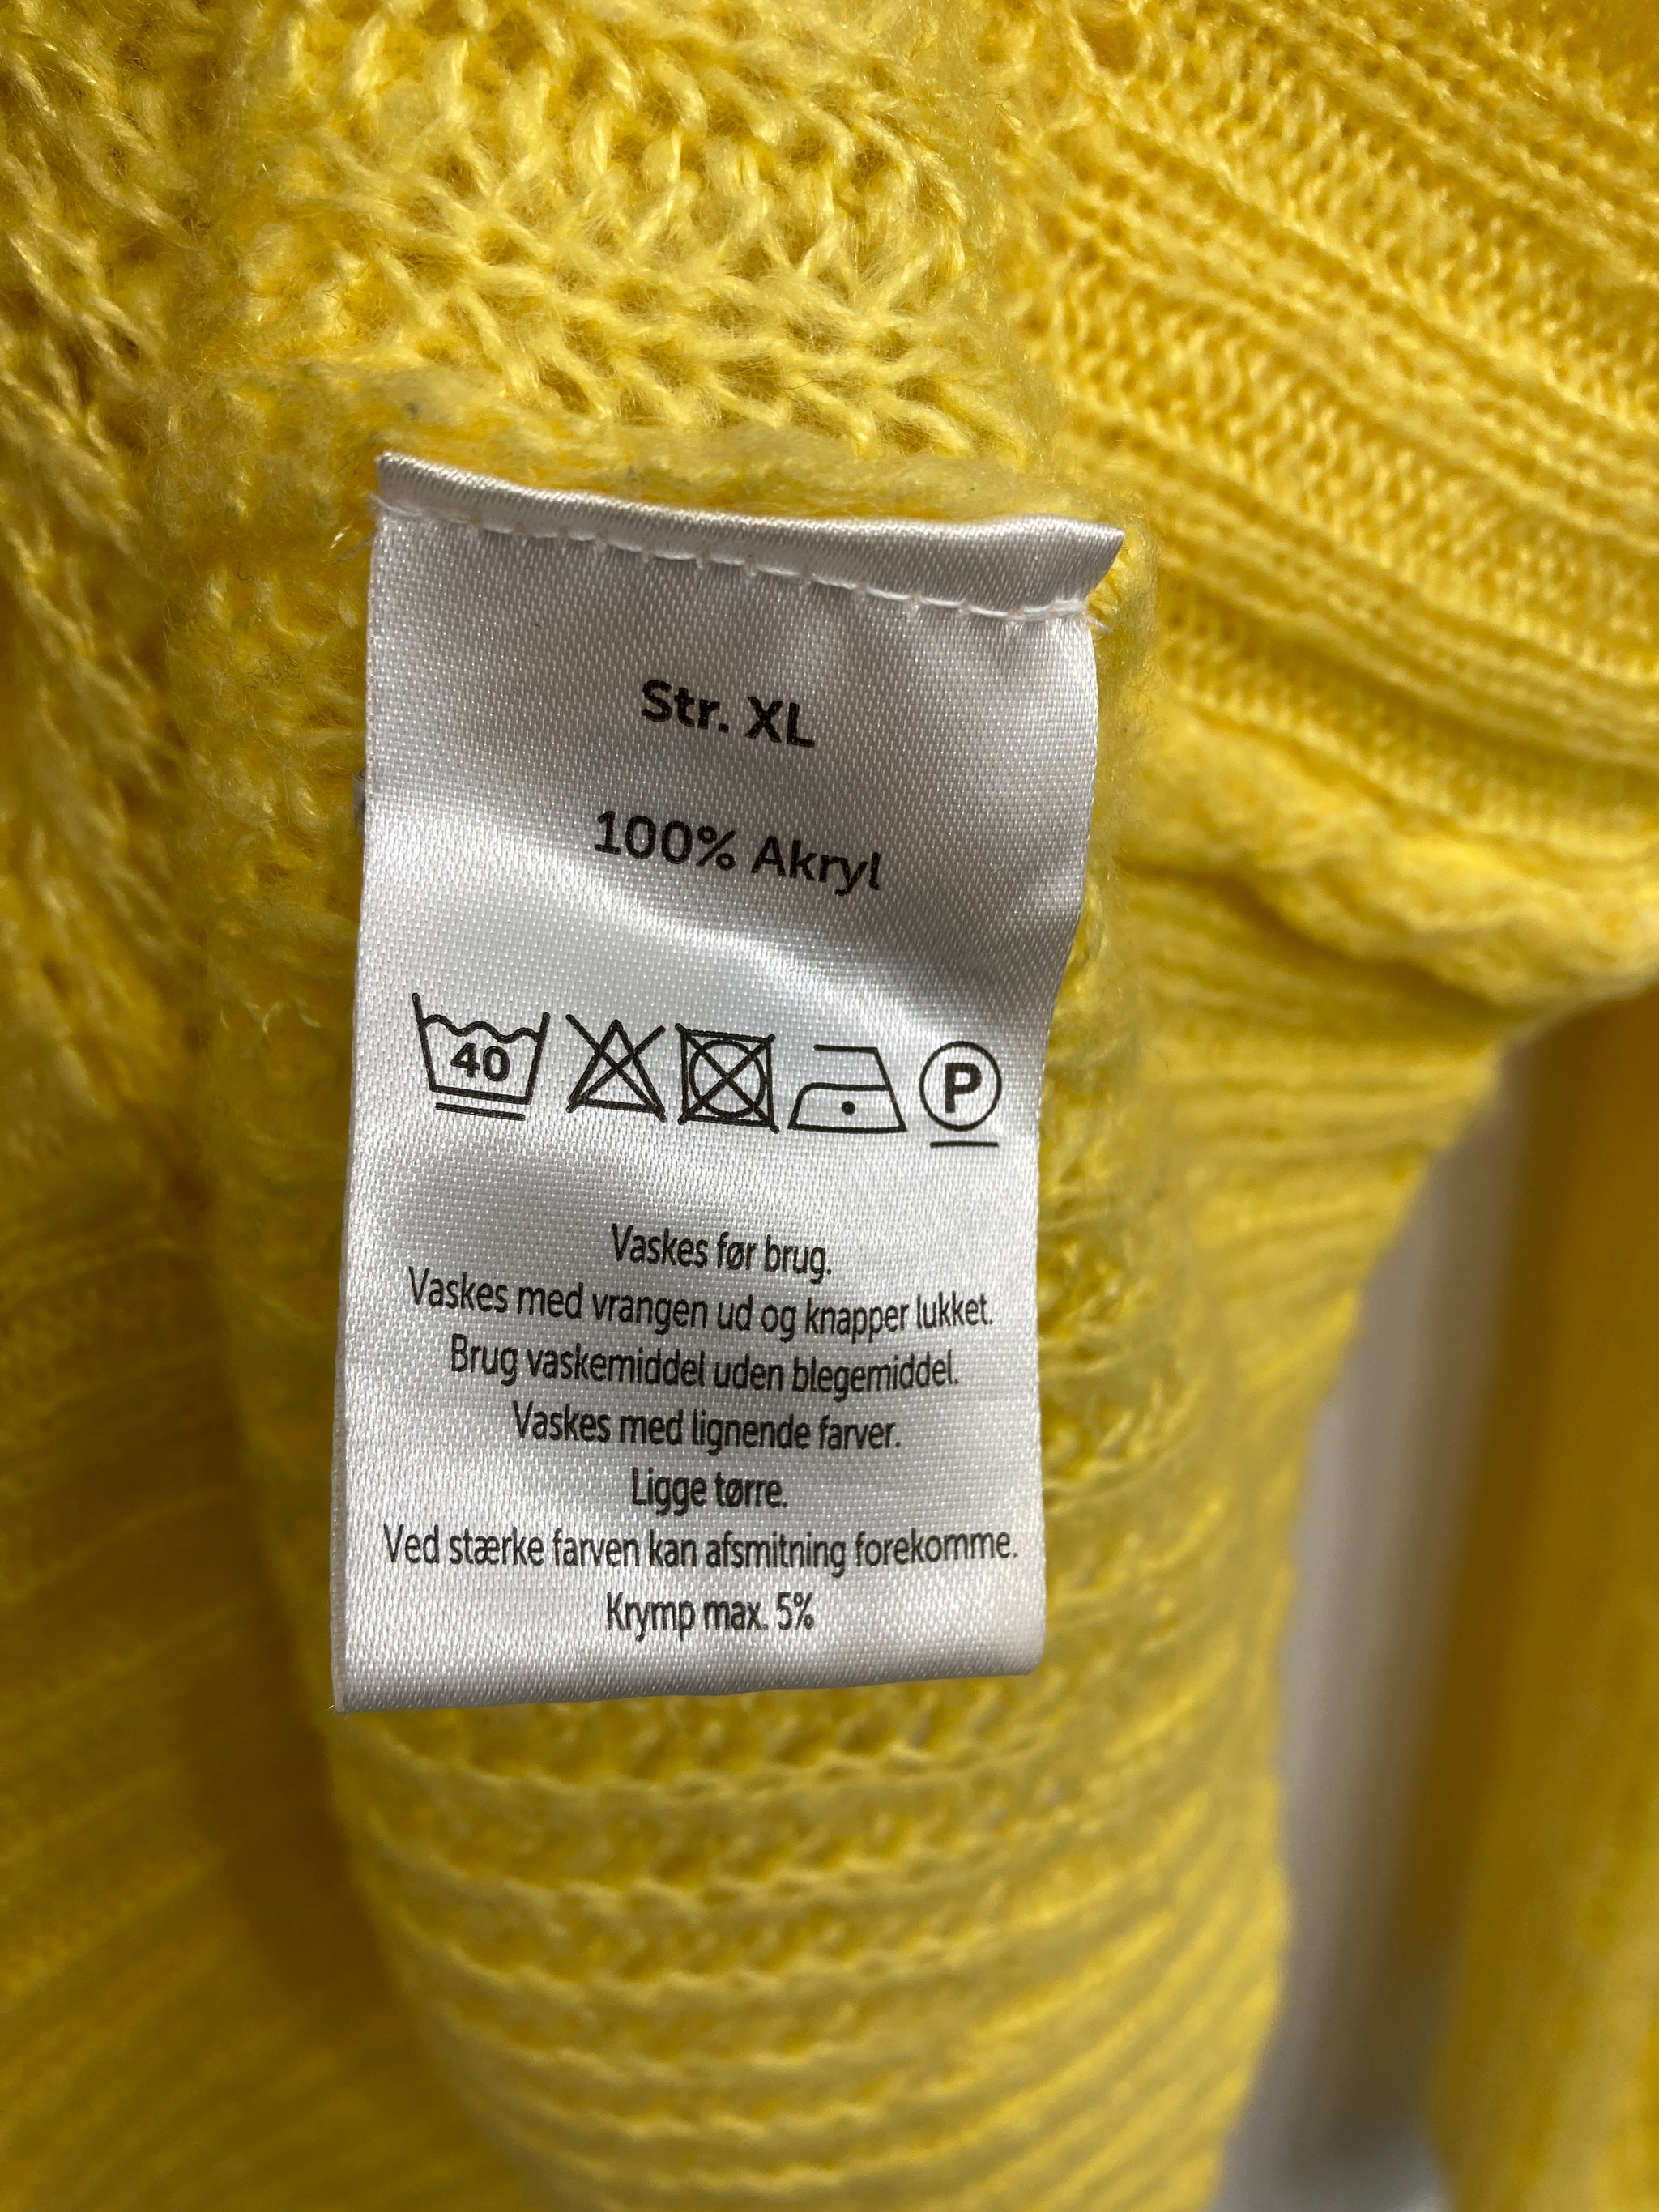 Str. XL
100% Akryl
40 P
Vaskes før brug.
Vaskes med vrangen ud og knapper lukket.
Brug vaskemiddel uden blegemiddel.
Vaskes med lignende farver.
Ligge tørre.
Ved stærke farven kan afsmitning forekomme.
Krymp max. 5%